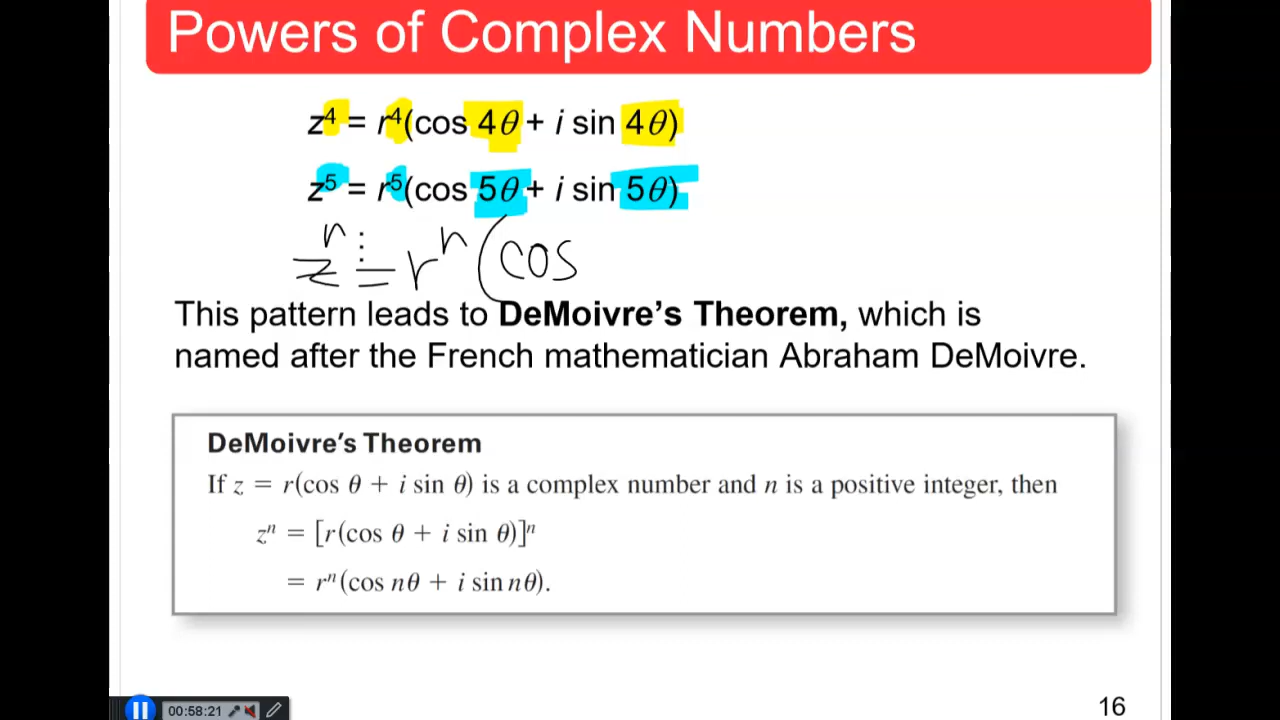 Powers of Complex Numbers
z⁴ = r⁴(cos 4θ + i sin 4θ)
z⁵ = r⁵(cos 5θ + i sin 5θ)
⋮
zⁿ = rⁿ(cos
This pattern leads to DeMoivre’s Theorem, which is
named after the French mathematician Abraham DeMoivre.
DeMoivre’s Theorem
If z = r(cos θ + i sin θ) is a complex number and n is a positive integer, then
zⁿ = [r(cos θ + i sin θ)]ⁿ
= rⁿ(cos nθ + i sin nθ).
00:58:21
16